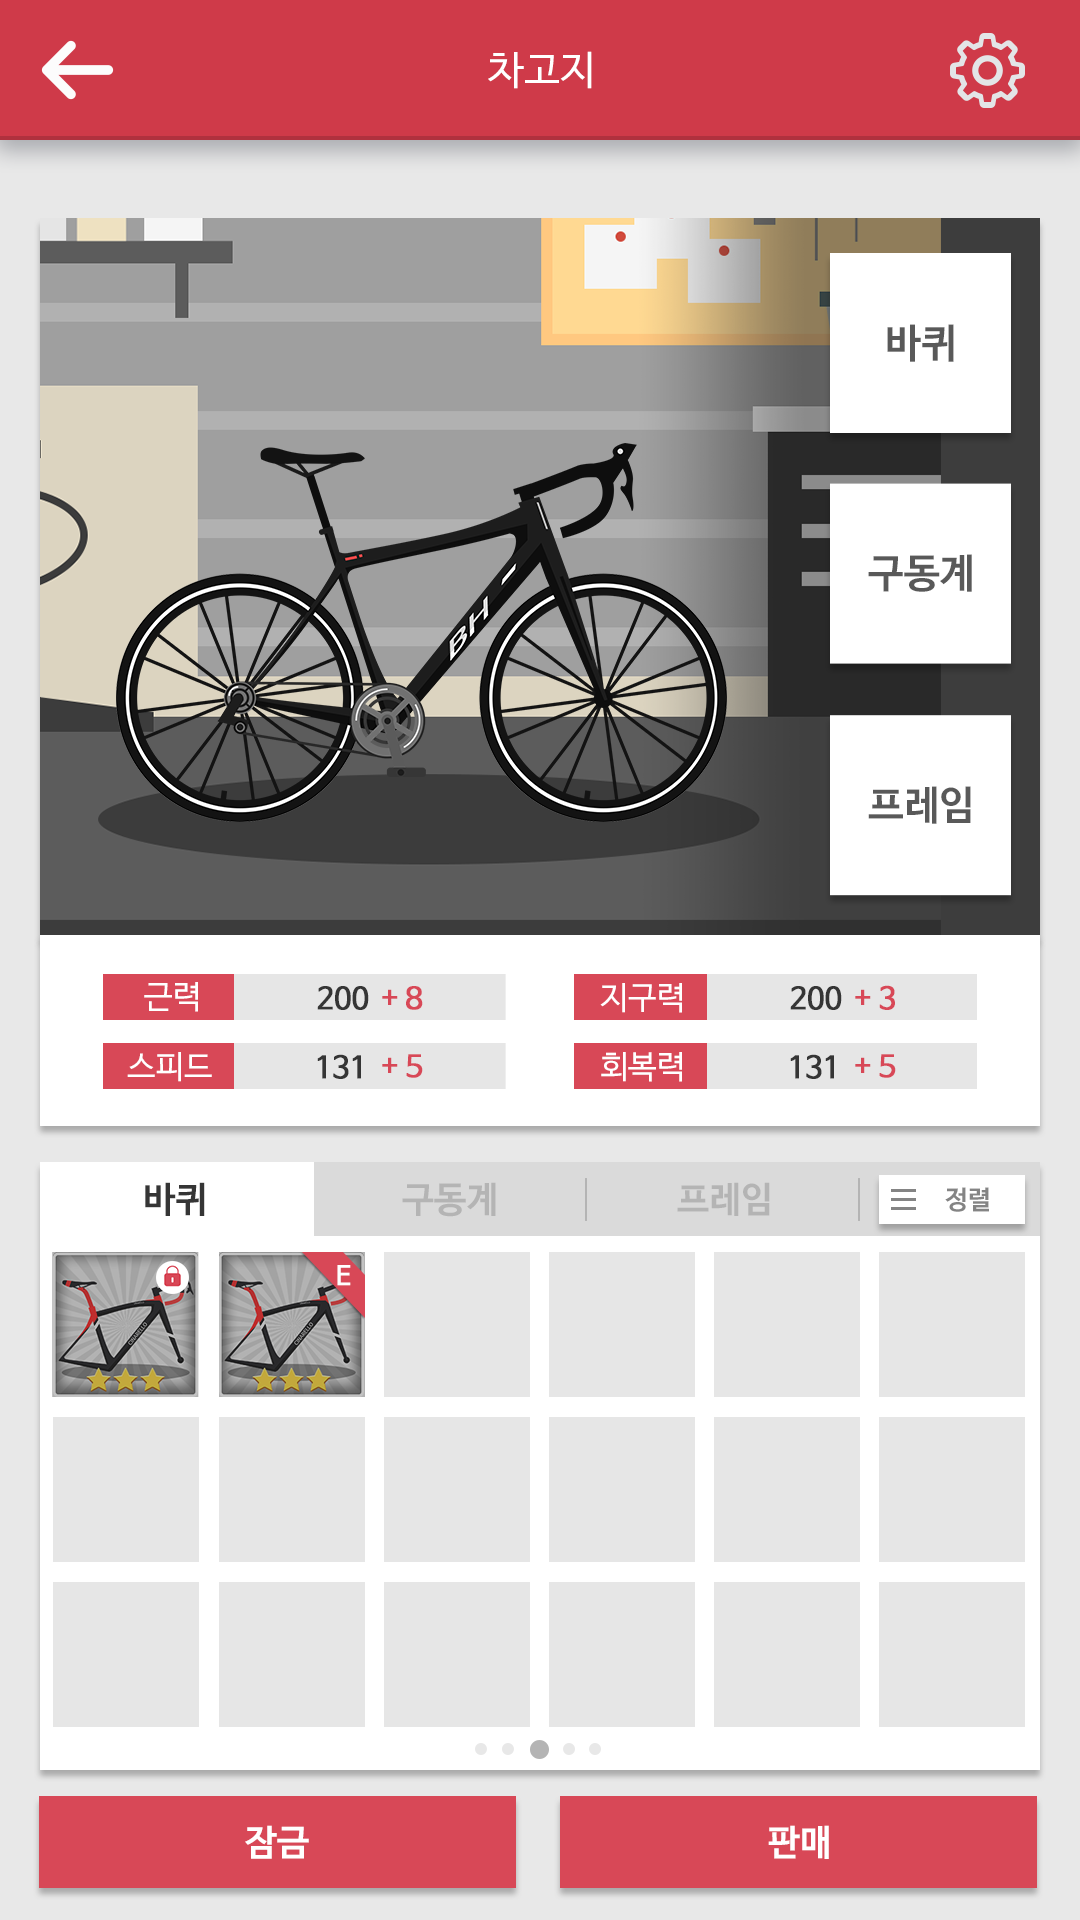 차고지
바퀴
구동계
프레임
BH
근력 200 + 8
지구력 200 + 3
스피드 131 + 5
회복력 131 + 5
바퀴 구동계 프레임 정렬
E
잠금 판매